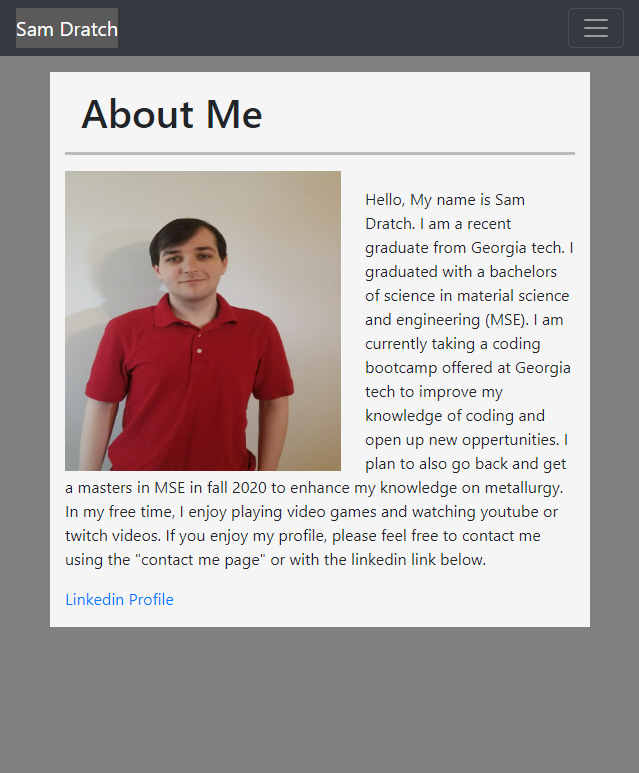 Sam Dratch
About Me
Hello, My name is Sam
Dratch. I am a recent
graduate from Georgia tech. I
graduated with a bachelors
of science in material science
and engineering (MSE). I am
currently taking a coding
bootcamp offered at Georgia
tech to improve my
knowledge of coding and
open up new oppertunities. I
plan to also go back and get
a masters in MSE in fall 2020 to enhance my knowledge on metallurgy.
In my free time, I enjoy playing video games and watching youtube or
twitch videos. If you enjoy my profile, please feel free to contact me
using the "contact me page" or with the linkedin link below.
Linkedin Profile